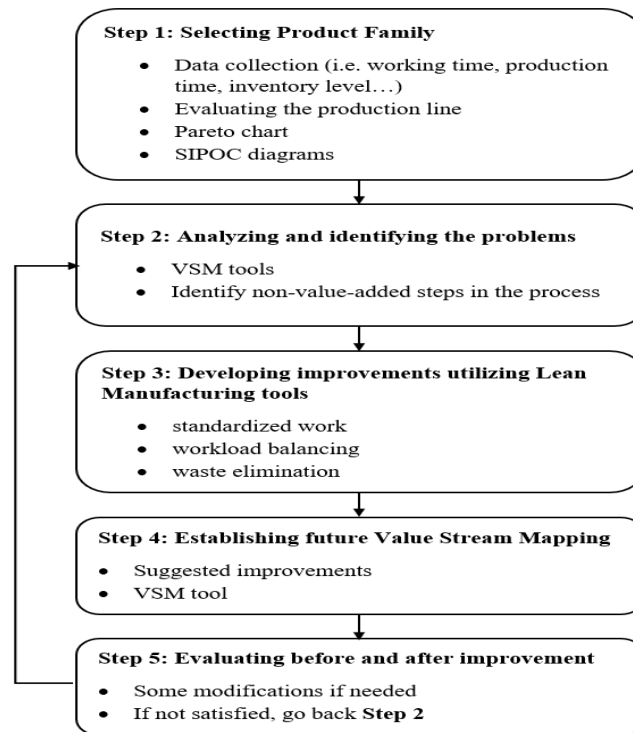 Step 1: Selecting Product Family
• Data collection (i.e. working time, production
time, inventory level…)
• Evaluating the production line
• Pareto chart
• SIPOC diagrams
Step 2: Analyzing and identifying the problems
• VSM tools
• Identify non-value-added steps in the process
Step 3: Developing improvements utilizing Lean
Manufacturing tools
• standardized work
• workload balancing
• waste elimination
Step 4: Establishing future Value Stream Mapping
• Suggested improvements
• VSM tool
Step 5: Evaluating before and after improvement
• Some modifications if needed
• If not satisfied, go back Step 2